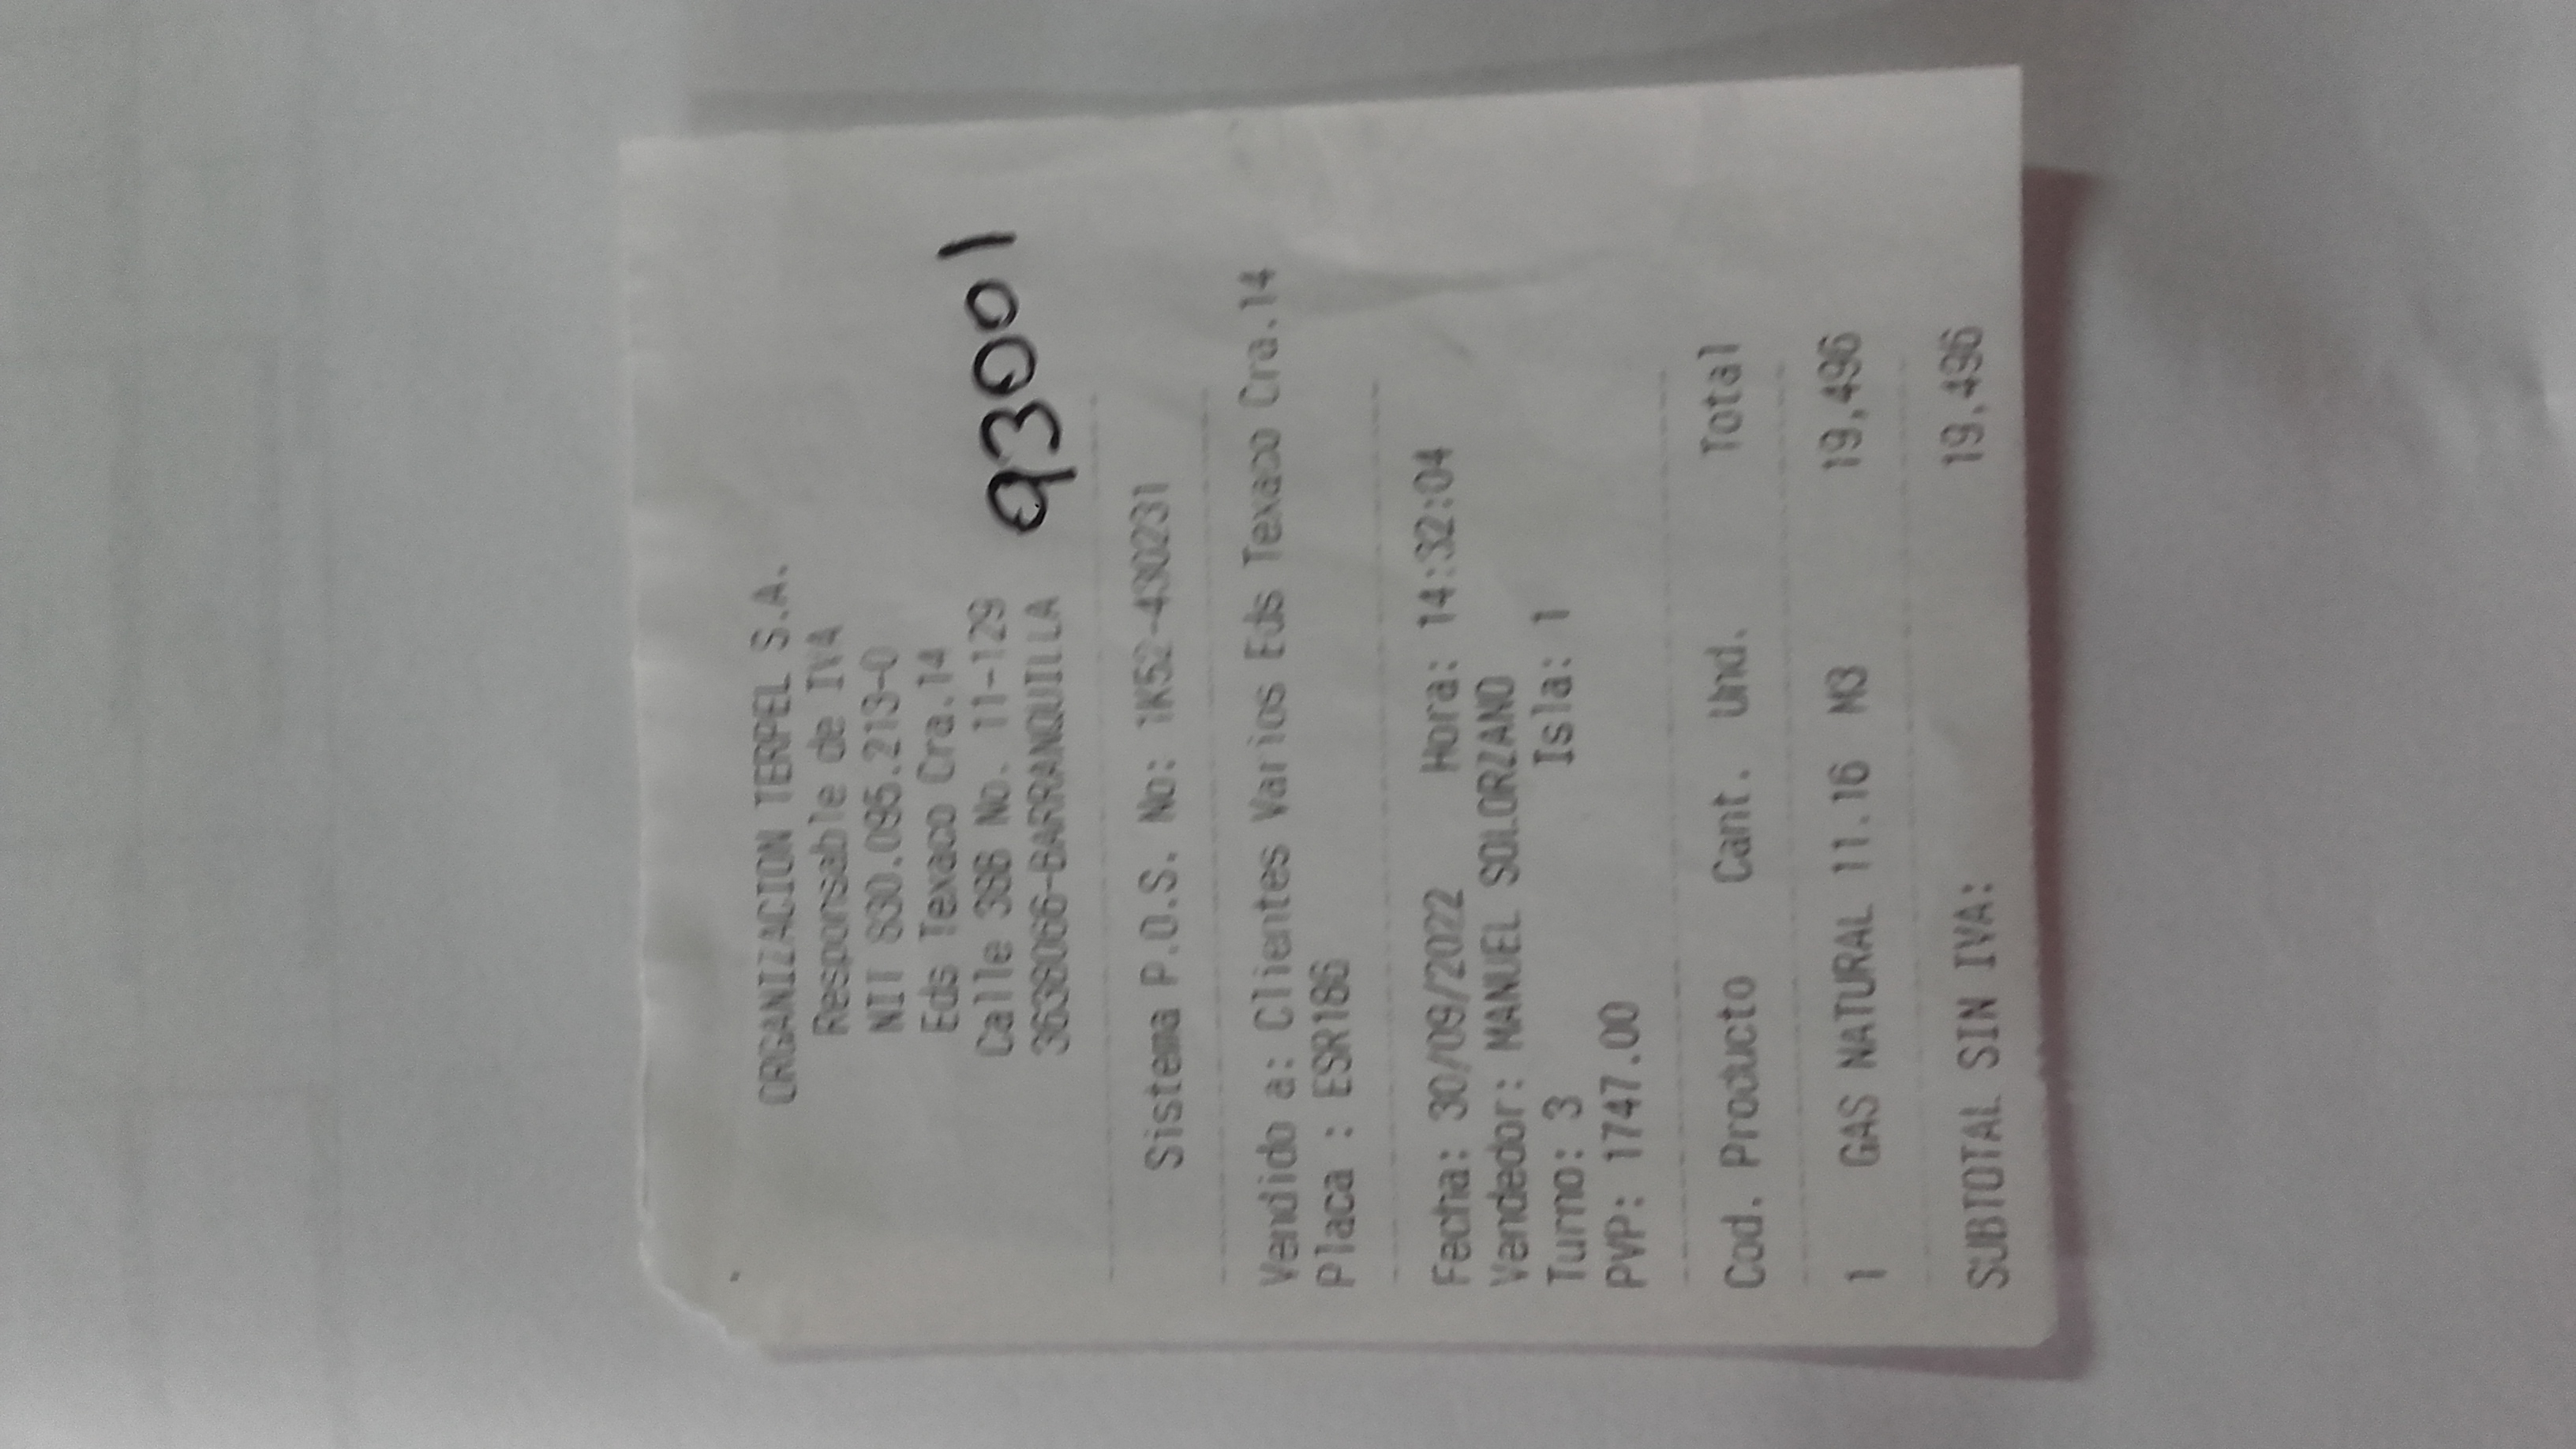 ORGANIZACION TERPEL S.A.
Responsable de IVA
NIT 830.095.213-0
Eds Texaco Cra.14
Calle 38B No. 11-129
3638066-BARRANQUILLA
93001
Sistema P.O.S. No: 1K52-430231
Vendido a: Clientes Varios Eds Texaco Cra.14
Placa : ESR186
Fecha: 30/09/2022 Hora: 14:32:04
Vendedor: MANUEL SOLORZANO
Turno: 3 Isla: 1
PVP: 1747.00
Cod. Producto Cant. Und. Total
1 GAS NATURAL 11.16 M3 19,496
SUBTOTAL SIN IVA: 19,496